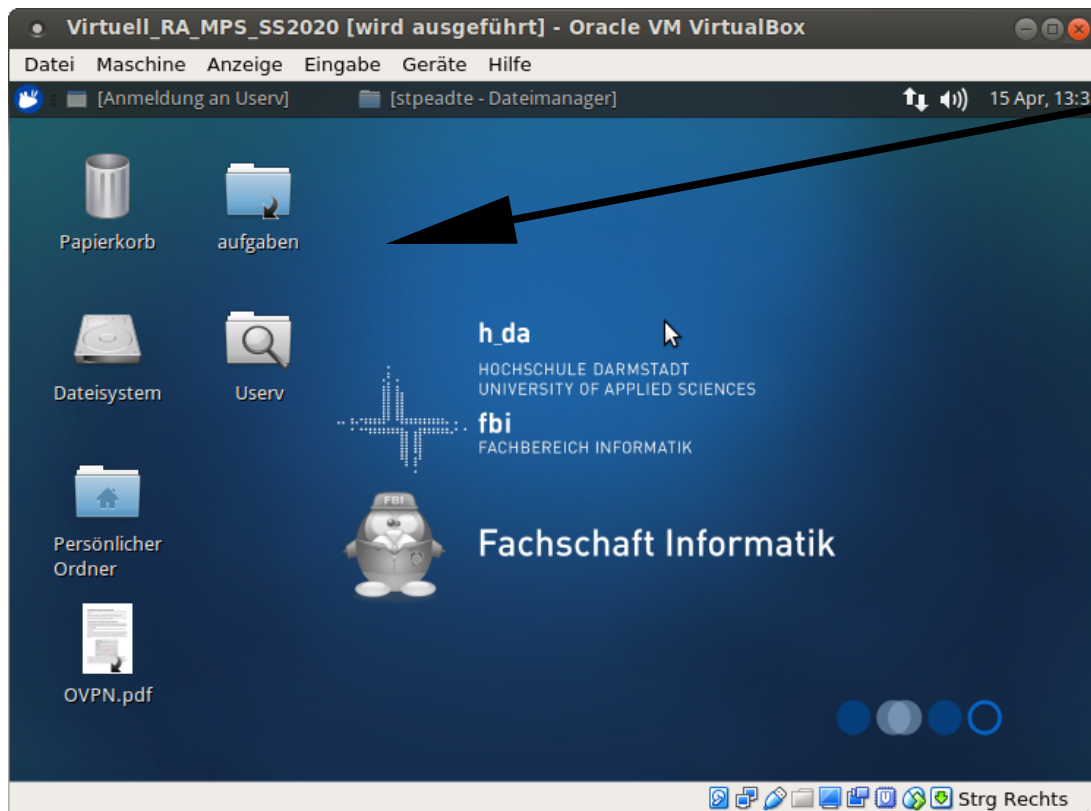 Virtuell_RA_MPS_SS2020 [wird ausgeführt] - Oracle VM VirtualBox
Datei Maschine Anzeige Eingabe Geräte Hilfe
[Anmeldung an Userv] [stpeadte - Dateimanager] 15 Apr, 13:3
Papierkorb aufgaben
h_da
HOCHSCHULE DARMSTADT
UNIVERSITY OF APPLIED SCIENCES
Dateisystem Userv
fbi
FACHBEREICH INFORMATIK
FBI
Persönlicher
Ordner
Fachschaft Informatik
OVPN.pdf
Strg Rechts